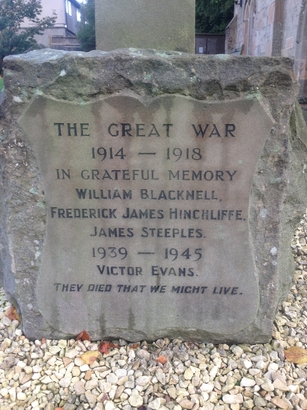 THE GREAT WAR
1914 — 1918
IN GRATEFUL MEMORY
WILLIAM BLACKNELL,
FREDERICK JAMES HINCHLIFFE,
JAMES STEEPLES.
1939 — 1945
VICTOR EVANS.
THEY DIED THAT WE MIGHT LIVE.